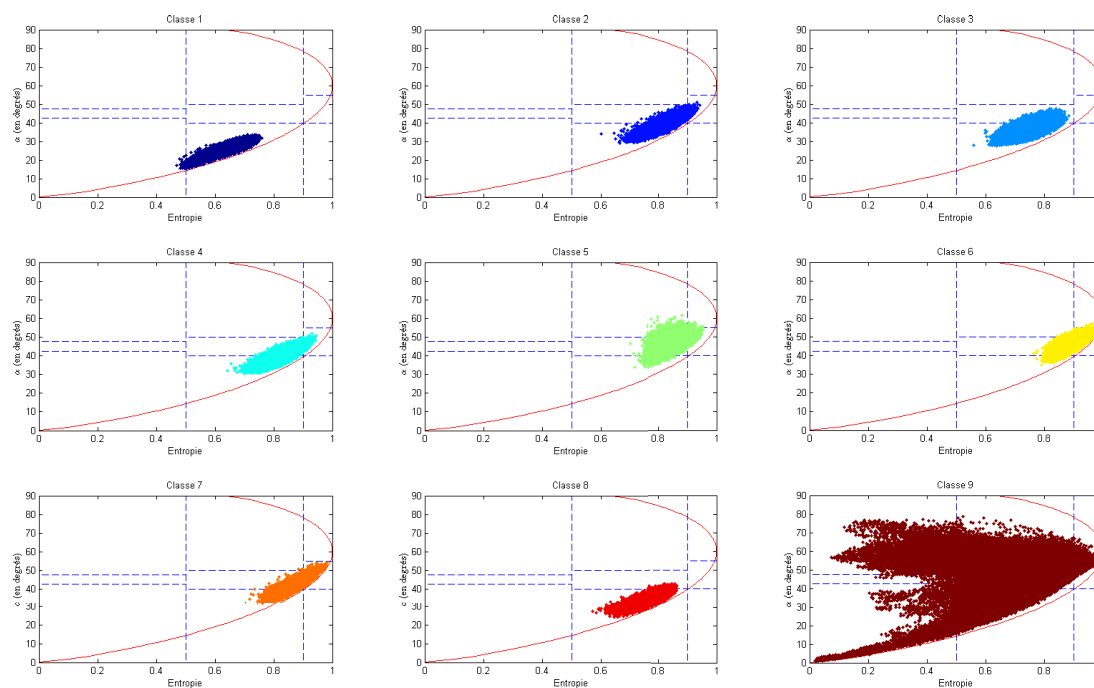 Classe 1
Classe 2
Classe 3
90
80
70
60
50
40
30
20
10
0
α (en degrés)
0 0.2 0.4 0.6 0.8 1
Entropie
90
80
70
60
50
40
30
20
10
0
α (en degrés)
0 0.2 0.4 0.6 0.8 1
Entropie
90
80
70
60
50
40
30
20
10
0
α (en degrés)
0 0.2 0.4 0.6 0.8
Entropie
Classe 4
Classe 5
Classe 6
90
80
70
60
50
40
30
20
10
0
α (en degrés)
0 0.2 0.4 0.6 0.8 1
Entropie
90
80
70
60
50
40
30
20
10
0
α (en degrés)
0 0.2 0.4 0.6 0.8 1
Entropie
90
80
70
60
50
40
30
20
10
0
α (en degrés)
0 0.2 0.4 0.6 0.8
Entropie
Classe 7
Classe 8
Classe 9
90
80
70
60
50
40
30
20
10
0
c (en degrés)
0 0.2 0.4 0.6 0.8 1
Entropie
90
80
70
60
50
40
30
20
10
0
c (en degrés)
0 0.2 0.4 0.6 0.8 1
Entropie
90
80
70
60
50
40
30
20
10
0
α (en degrés)
0 0.2 0.4 0.6 0.8
Entropie